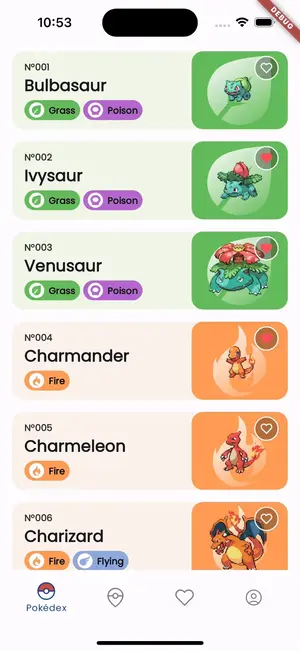 10:53
DEBUG
Nº001
Bulbasaur
Grass Poison
Nº002
Ivysaur
Grass Poison
Nº003
Venusaur
Grass Poison
Nº004
Charmander
Fire
Nº005
Charmeleon
Fire
Nº006
Charizard
Fire Flying
Pokédex